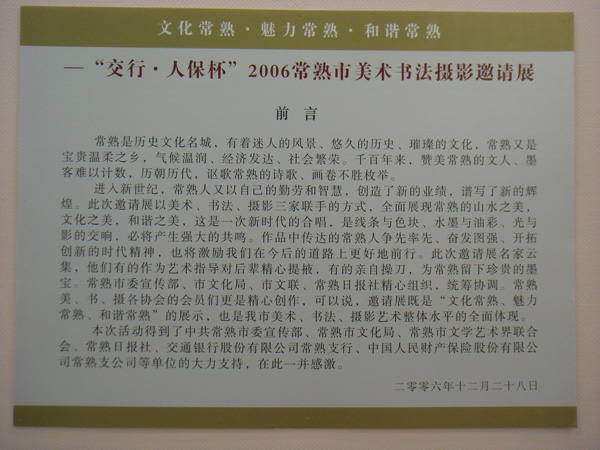 文化常熟·魅力常熟·和谐常熟
—“交行·人保杯”2006常熟市美术书法摄影邀请展
前 言
常熟是历史文化名城，有着迷人的风景、悠久的历史、璀璨的文化，常熟又是
宝贵温柔之乡，气候温润、经济发达、社会繁荣。千百年来，赞美常熟的文人、墨
客难以计数，历朝历代，讴歌常熟的诗歌、画卷不胜枚举。
进入新世纪，常熟人又以自己的勤劳和智慧，创造了新的业绩，谱写了新的辉
煌。此次邀请展以美术、书法、摄影三家联手的方式，全面展现常熟的山水之美，
文化之美，和谐之美，这是一次新时代的合唱，是线条与色块、水墨与油彩、光与
影的交响，必将产生强大的共鸣。作品中传达的常熟人争先率先、奋发图强、开拓
创新的时代精神，也将激励我们在今后的道路上更好地前行。此次邀请展名家云
集，他们有的作为艺术指导对后辈精心提掖，有的亲自操刀，为常熟留下珍贵的墨
宝。常熟市委宣传部、市文化局、市文联、常熟日报社精心组织，统筹协调。常熟
美、书、摄各协会的会员们更是精心创作，可以说，邀请展既是“文化常熟、魅力
常熟、和谐常熟”的展示，也是我市美术、书法、摄影艺术整体水平的全面体现。
本次活动得到了中共常熟市委宣传部、常熟市文化局、常熟市文学艺术界联合
会、常熟日报社、交通银行股份有限公司常熟支行、中国人民财产保险股份有限公
司常熟支公司等单位的大力支持，在此一并感激。
二零零六年十二月二十八日